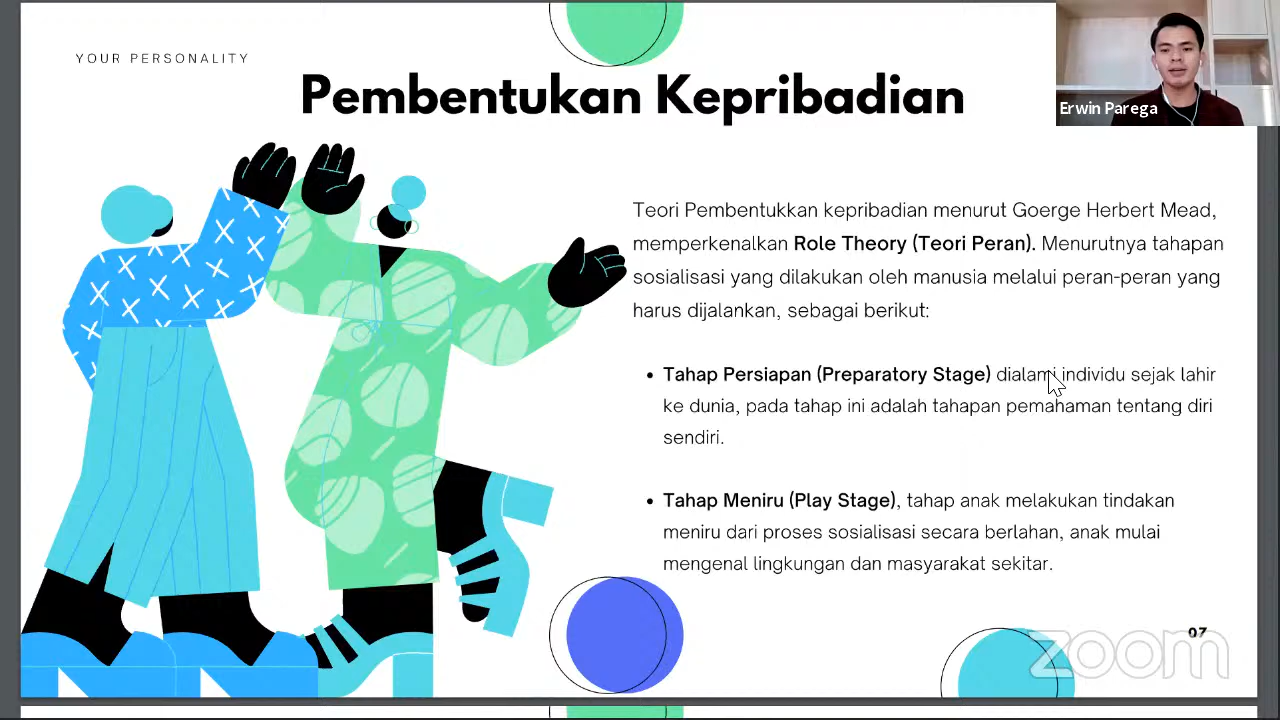 YOUR PERSONALITY
Pembentukan Kepribadian
Erwin Parega
Teori Pembentukkan kepribadian menurut Goerge Herbert Mead,
memperkenalkan Role Theory (Teori Peran). Menurutnya tahapan
sosialisasi yang dilakukan oleh manusia melalui peran-peran yang
harus dijalankan, sebagai berikut:
• Tahap Persiapan (Preparatory Stage) dialami individu sejak lahir
ke dunia, pada tahap ini adalah tahapan pemahaman tentang diri
sendiri.
• Tahap Meniru (Play Stage), tahap anak melakukan tindakan
meniru dari proses sosialisasi secara berlahan, anak mulai
mengenal lingkungan dan masyarakat sekitar.
07
zoom